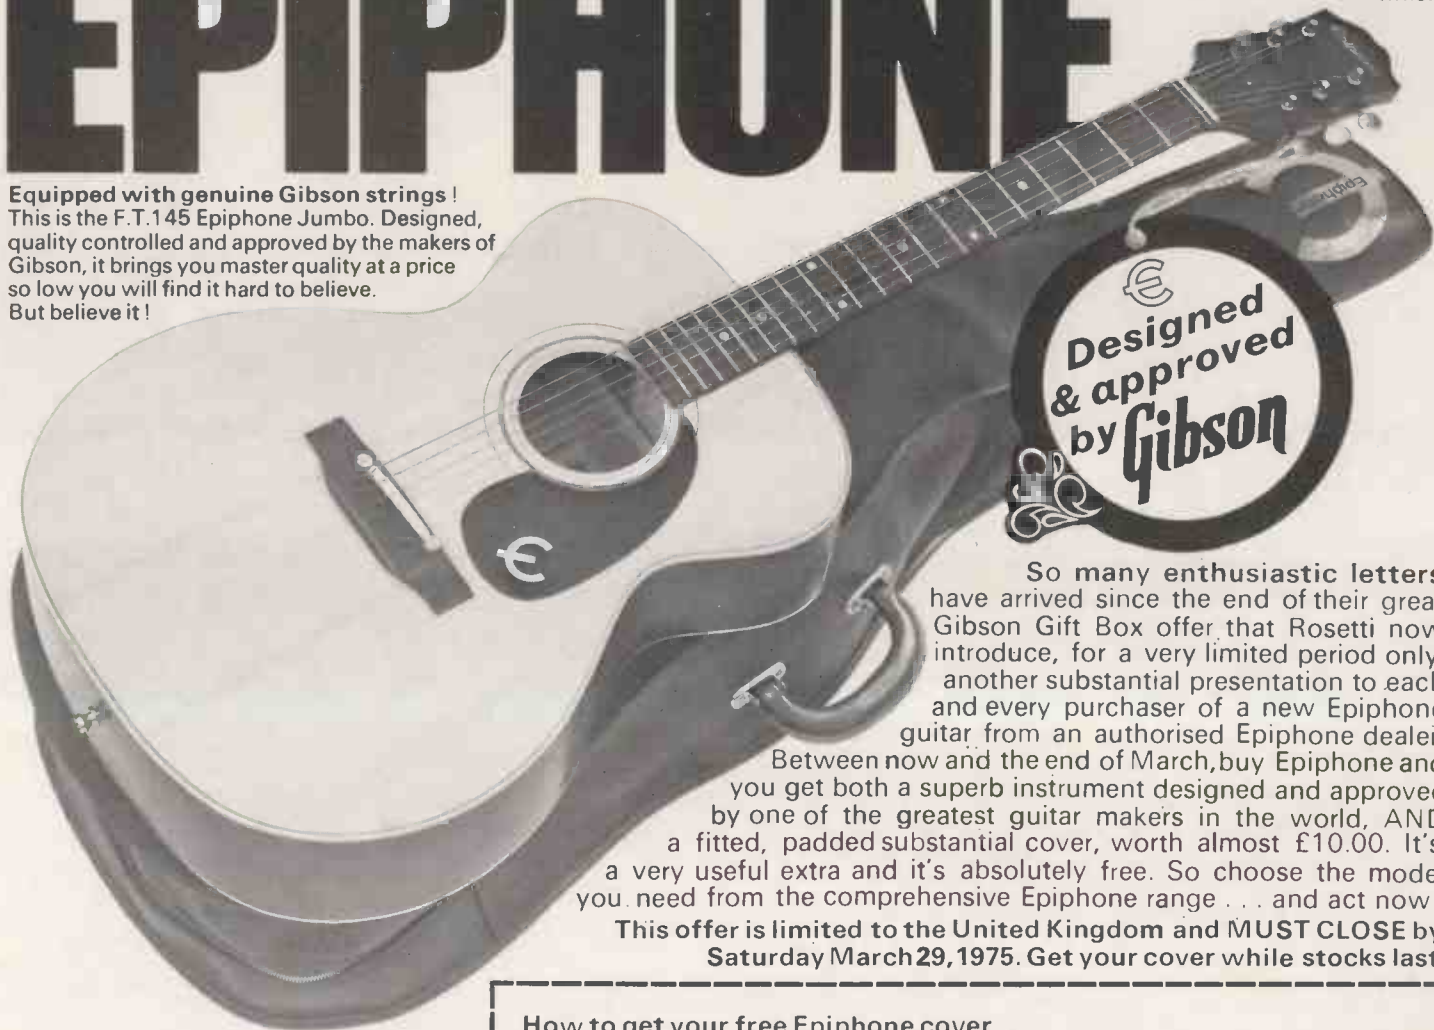 EPIPHONE
Equipped with genuine Gibson strings !
This is the F.T.145 Epiphone Jumbo. Designed,
quality controlled and approved by the makers of
Gibson, it brings you master quality at a price
so low you will find it hard to believe.
But believe it !
Epiphone
€
Designed
& approved
by Gibson
€
So many enthusiastic letters
have arrived since the end of their grea
Gibson Gift Box offer that Rosetti now
introduce, for a very limited period only
another substantial presentation to each
and every purchaser of a new Epiphone
guitar from an authorised Epiphone dealer
Between now and the end of March, buy Epiphone and
you get both a superb instrument designed and approved
by one of the greatest guitar makers in the world, AND
a fitted, padded substantial cover, worth almost £10.00. It's
a very useful extra and it's absolutely free. So choose the mode
you need from the comprehensive Epiphone range . . . and act now
This offer is limited to the United Kingdom and MUST CLOSE by
Saturday March 29, 1975. Get your cover while stocks last
How to get your free Epiphone cover